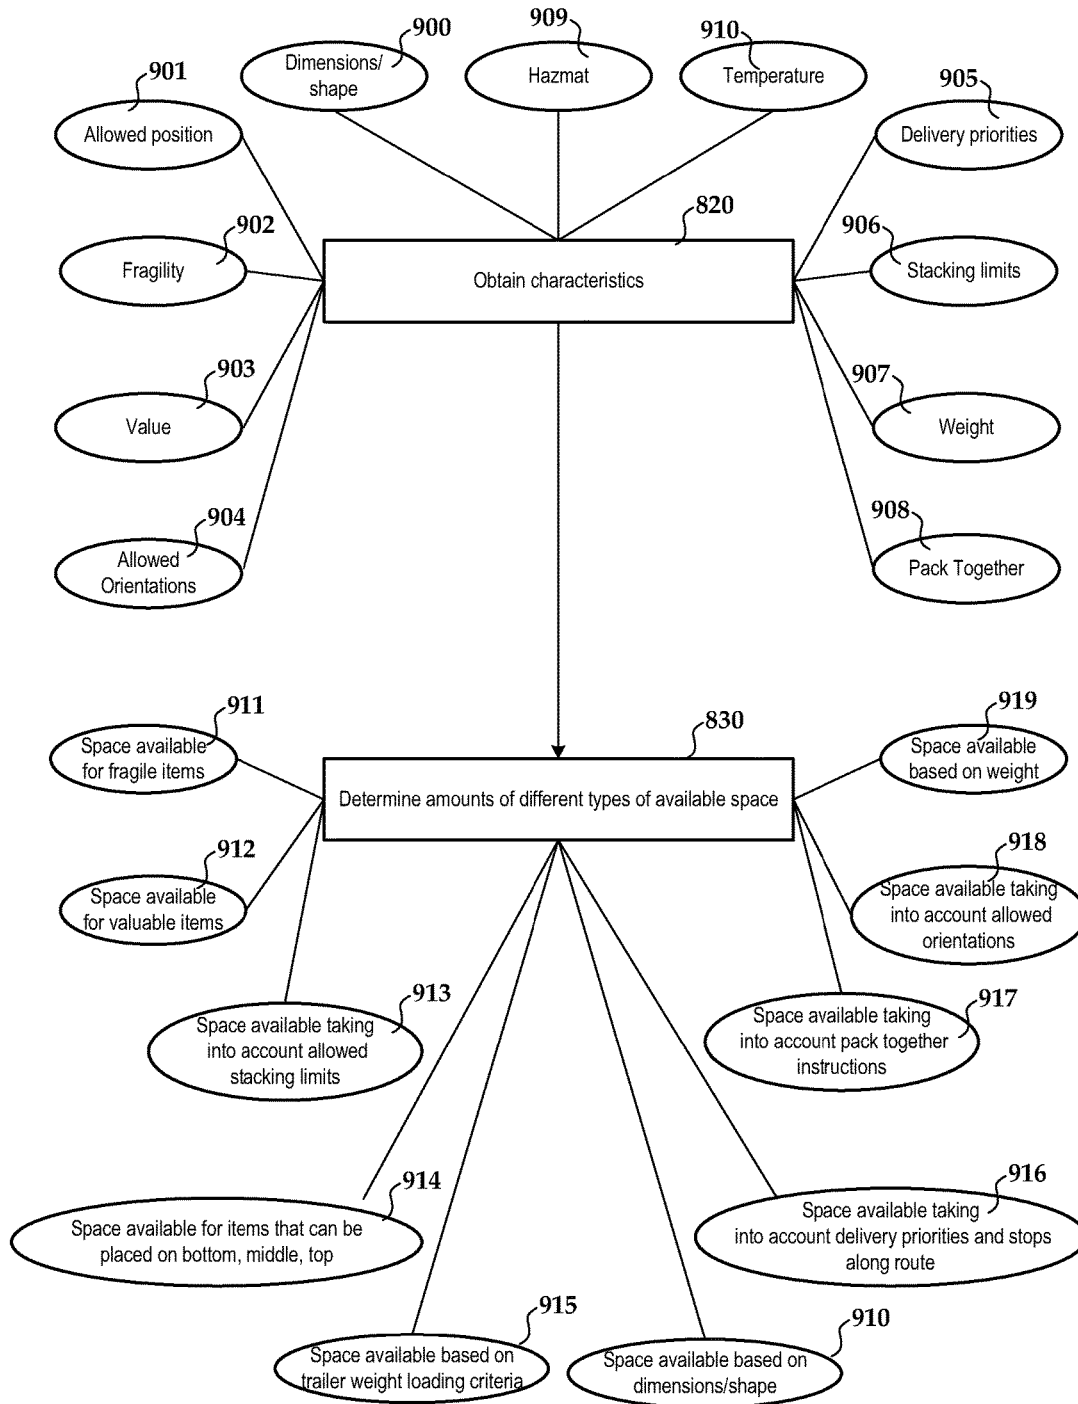 900
909
910
901
905
Dimensions/
shape
Hazmat
Temperature
Allowed position
Delivery priorities
902
820
906
Fragility
Obtain characteristics
Stacking limits
903
907
Value
Weight
904
908
Allowed
Orientations
Pack Together
911
830
919
Space available
for fragile items
Determine amounts of different types of available space
Space available
based on weight
912
918
Space available
for valuable items
Space available taking
into account allowed
orientations
913
917
Space available taking
into account allowed
stacking limits
Space available taking
into account pack together
instructions
914
916
Space available for items that can be
placed on bottom, middle, top
Space available taking
into account delivery priorities and stops
along route
915
910
Space available based on
trailer weight loading criteria
Space available based on
dimensions/shape